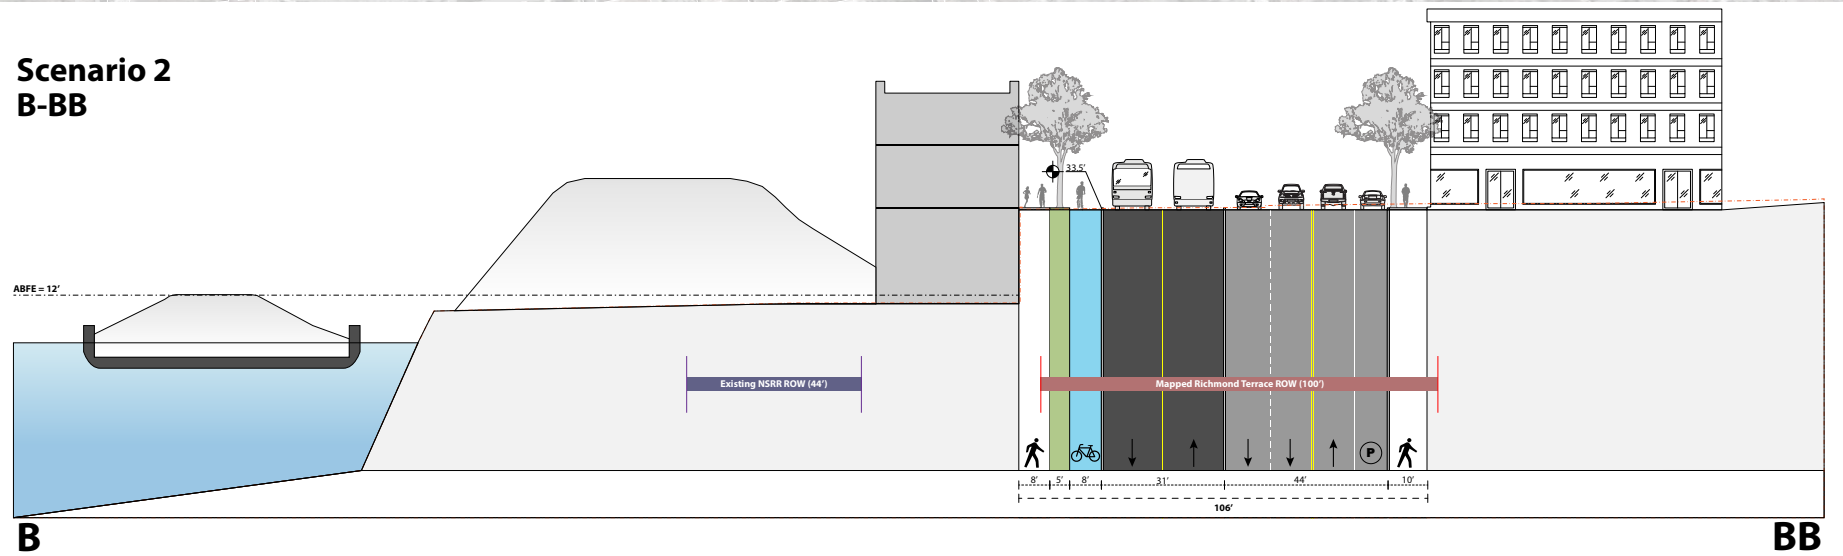 Scenario 2
B-BB
33.5’
ABFE = 12’
Existing NSRR ROW (44’)
Mapped Richmond Terrace ROW (100’)
P
8’ 5’ 8’ 31’ 44’ 10’
106’
B
BB